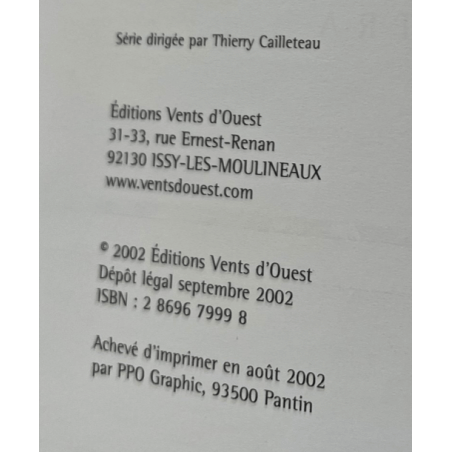 Série dirigée par Thierry Cailleteau
Éditions Vents d'Ouest
31-33, rue Ernest-Renan
92130 ISSY-LES-MOULINEAUX
www.ventsdouest.com
© 2002 Éditions Vents d'Ouest
Dépôt légal septembre 2002
ISBN : 2 8696 7999 8
Achevé d'imprimer en août 2002
par PPO Graphic, 93500 Pantin